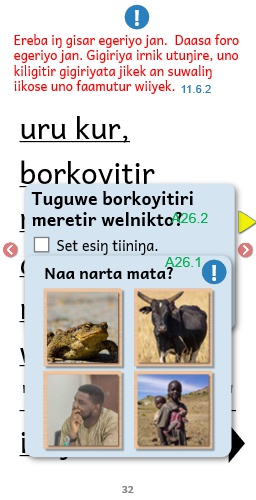 !
Ereba iŋ gisar egeriyo jan. Daasa foro
egeriyo jan. Gigiriya irnik utuŋire, uno
kiligitir gigiriyata jikek an suwaliŋ
iikose uno faamutur wiiyek. 11.6.2
uru kur,
borkoyitir
Tuguwe borkoyitiri
meretir welnikto? A26.2
Set esiŋ tiiniŋa.
A26.1
Naa narta mata? !
32